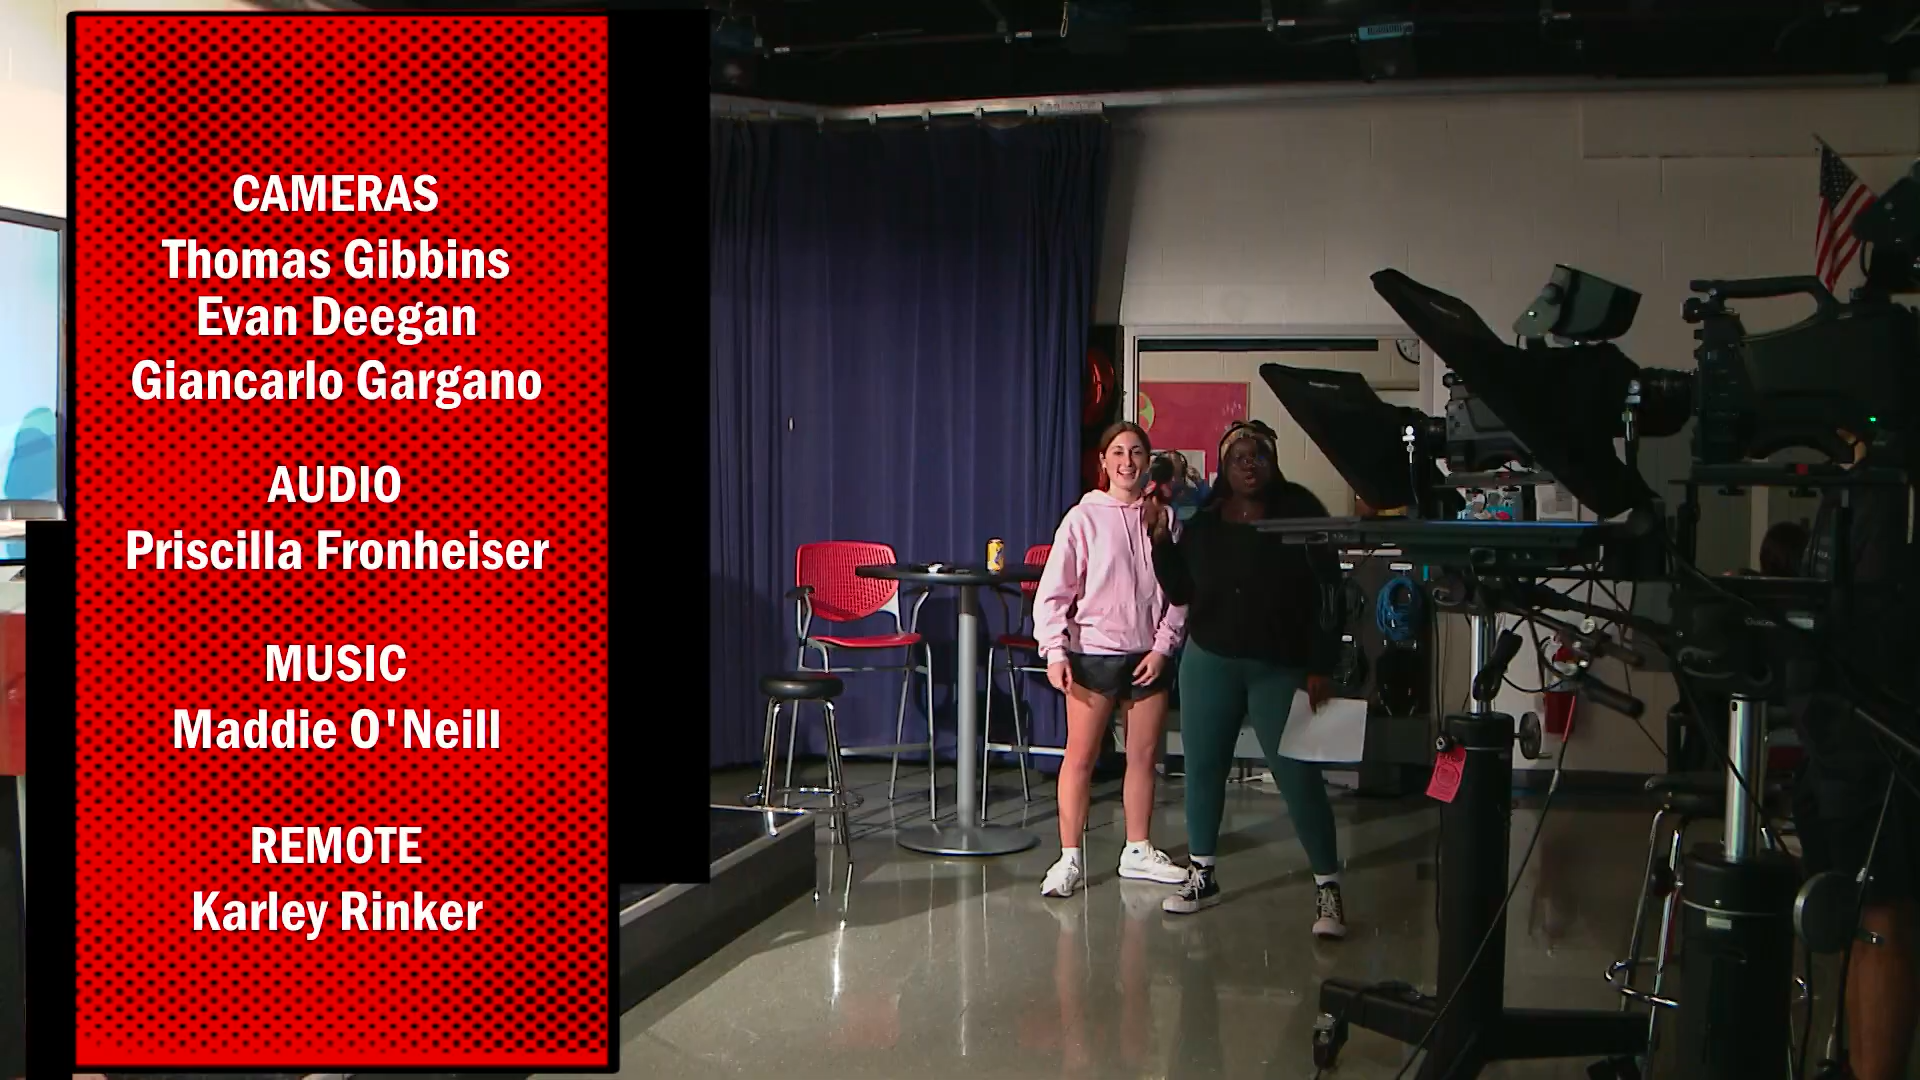 CAMERAS
Thomas Gibbins
Evan Deegan
Giancarlo Gargano
AUDIO
Priscilla Fronheiser
MUSIC
Maddie O'Neill
REMOTE
Karley Rinker